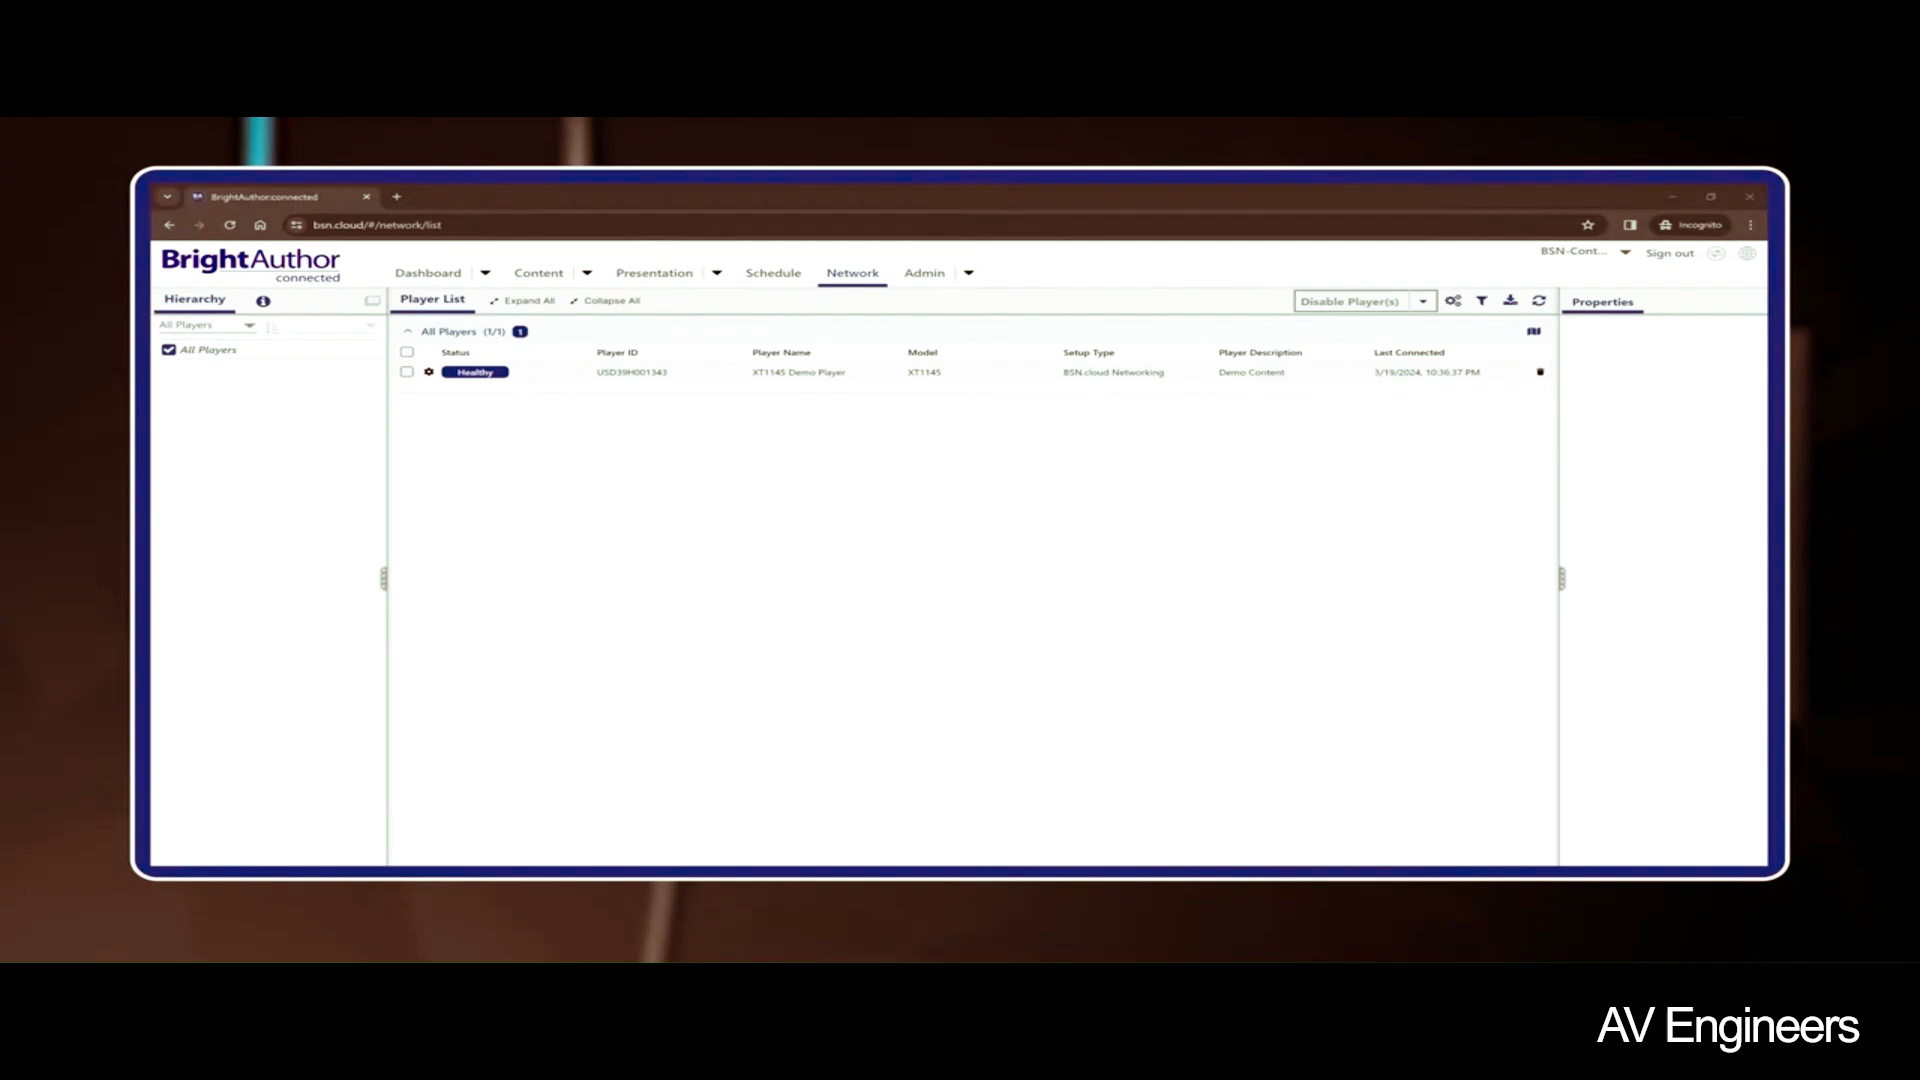 BrightAuthor:connected
bsn.cloud/#/network/list
Incognito
BrightAuthor
connected
Dashboard Content Presentation Schedule Network Admin
BSN-Cont... Sign out
Hierarchy
Player List Expand All Collapse All
Disable Player(s)
Properties
All Players
All Players
All Players (1/1) 1
Status Player ID Player Name Model Setup Type Player Description Last Connected
Healthy USD39H001343 XT1145 Demo Player XT1145 BSN.cloud Networking Demo Content 3/19/2024, 10:36:37 PM
AV Engineers